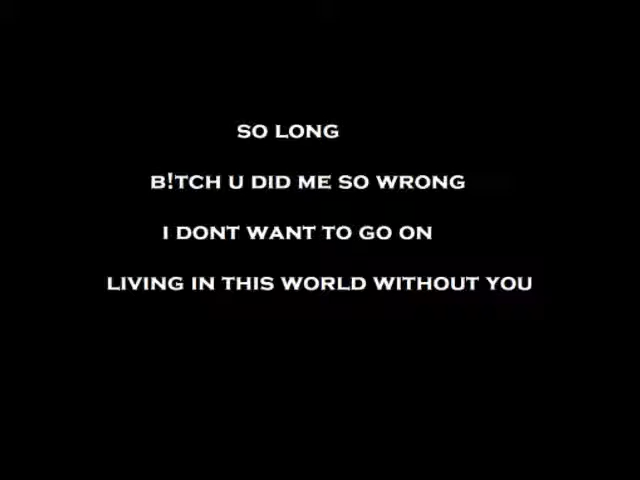 SO LONG
B!TCH U DID ME SO WRONG
I DONT WANT TO GO ON
LIVING IN THIS WORLD WITHOUT YOU